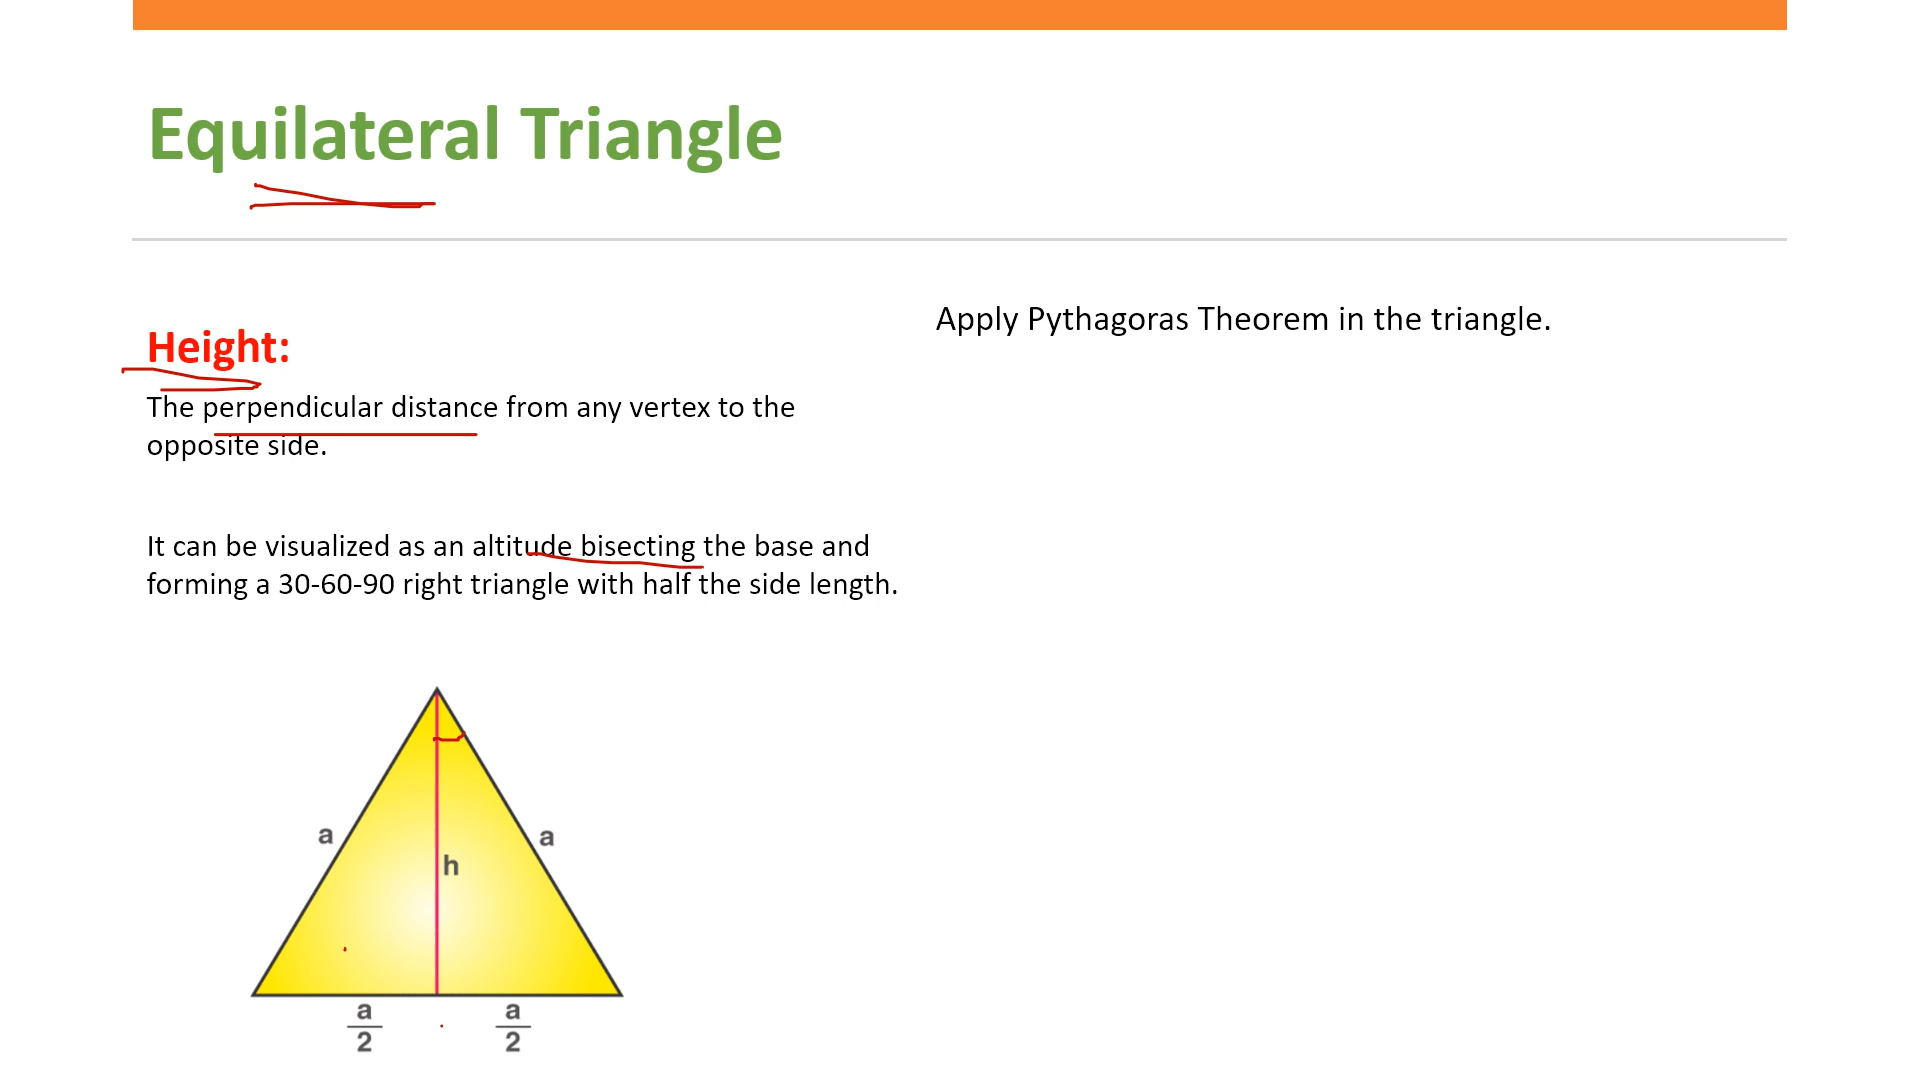 Equilateral Triangle
Height:
The perpendicular distance from any vertex to the
opposite side.
It can be visualized as an altitude bisecting the base and
forming a 30-60-90 right triangle with half the side length.
Apply Pythagoras Theorem in the triangle.
a
a
h
a
2
a
2